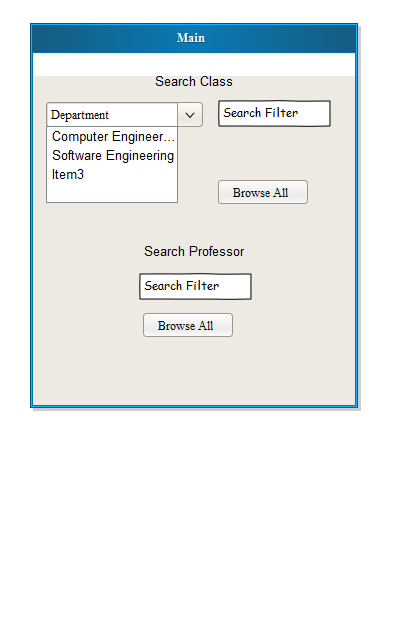 Main
Search Class
Department
Search Filter
Computer Engineer...
Software Engineering
Item3
Browse All
Search Professor
Search Filter
Browse All